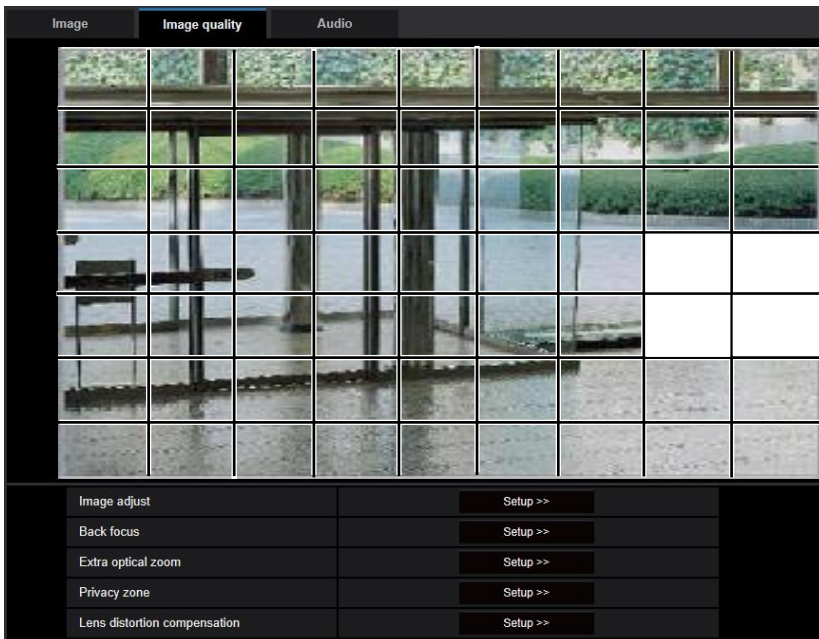 Image Image quality Audio
Image adjust Setup >>
Back focus Setup >>
Extra optical zoom Setup >>
Privacy zone Setup >>
Lens distortion compensation Setup >>